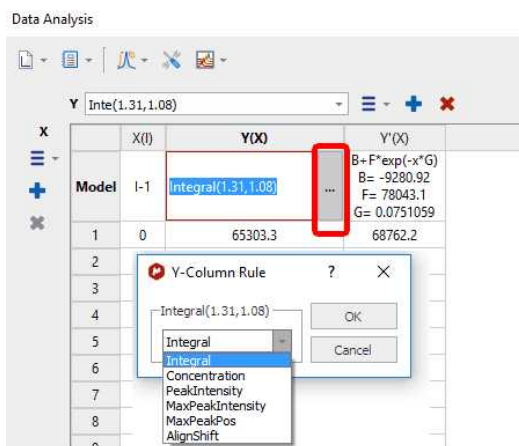 Data Analysis
Y Inte(1.31,1.08)
X
X(I) Y(X) Y'(X)
Model I-1 Integral(1.31,1.08) ... B+F*exp(-x*G)
B= -9280.92
F= 78043.1
G= 0.0751059
1 0 65303.3 68762.2
2
3
4
5
6
7
8
Y-Column Rule ? X
Integral(1.31,1.08)
OK
Integral
Cancel
Integral
Concentration
PeakIntensity
MaxPeakIntensity
MaxPeakPos
AlignShift